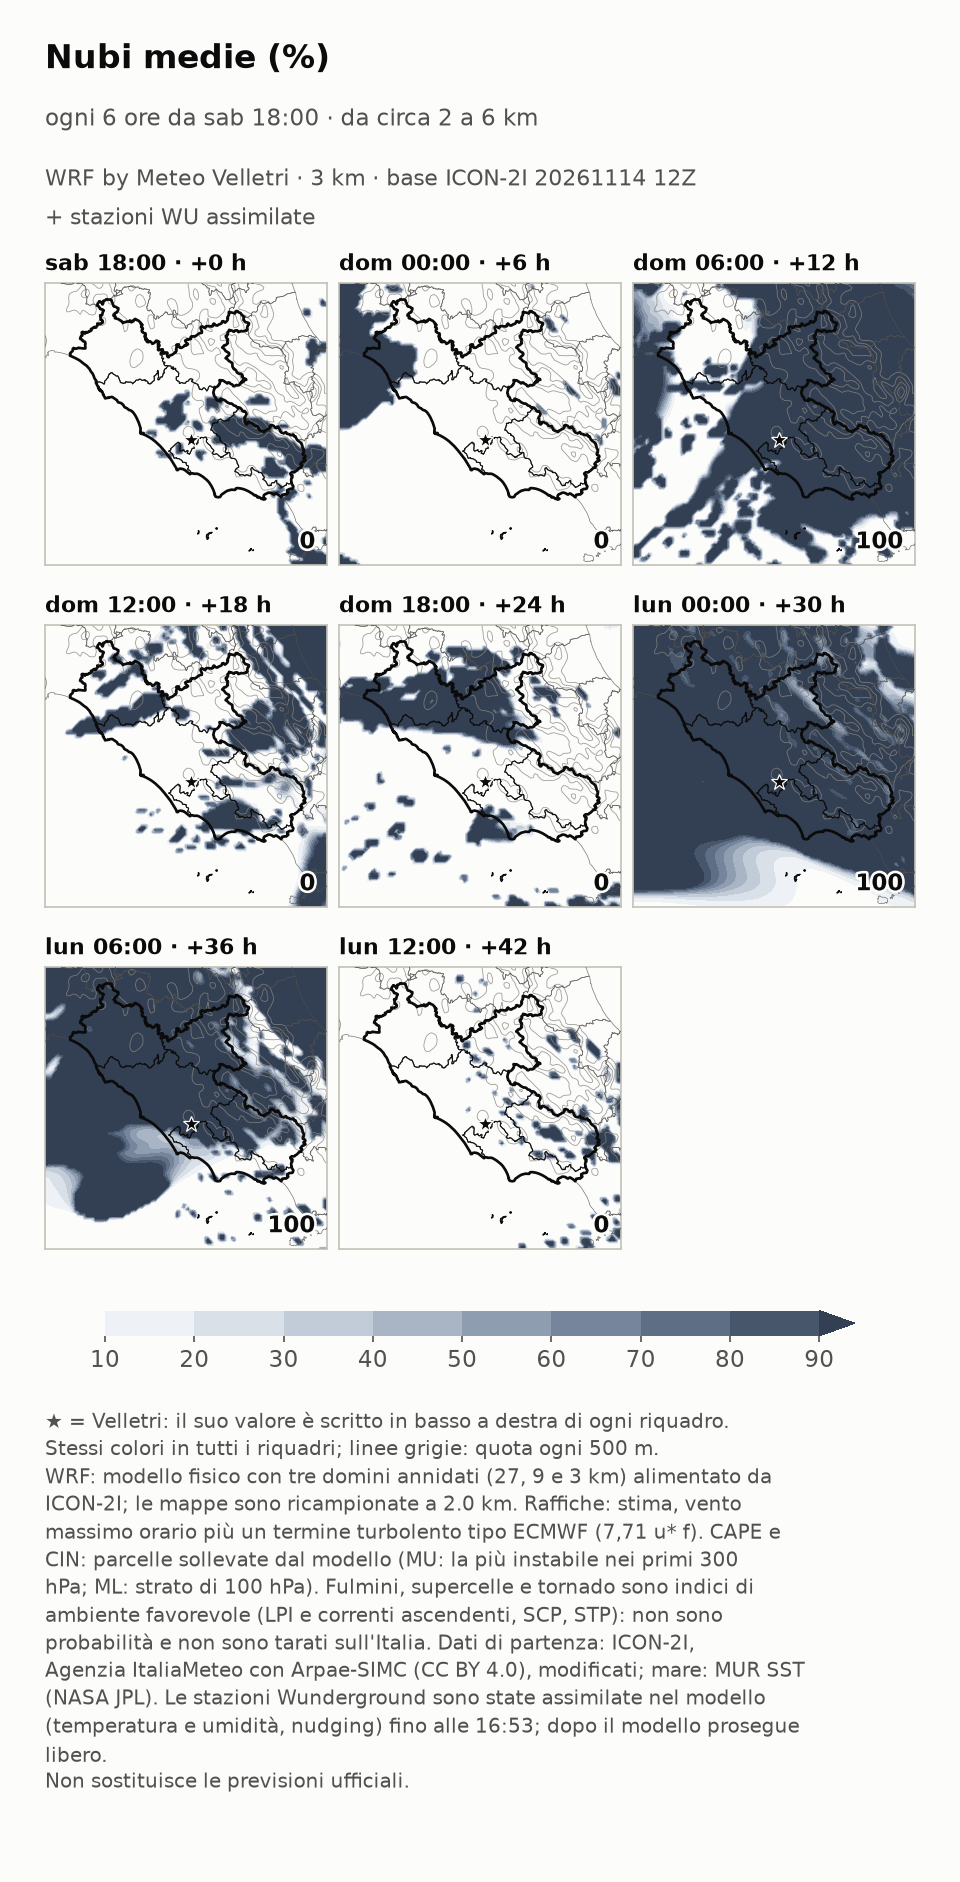 Nubi medie (%)
ogni 6 ore da sab 18:00 · da circa 2 a 6 km
WRF by Meteo Velletri · 3 km · base ICON-2I 20261114 12Z
+ stazioni WU assimilate
sab 18:00 · +0 h
dom 00:00 · +6 h
dom 06:00 · +12 h
0
0
100
dom 12:00 · +18 h
dom 18:00 · +24 h
lun 00:00 · +30 h
0
0
100
lun 06:00 · +36 h
lun 12:00 · +42 h
100
0
10 20 30 40 50 60 70 80 90
★ = Velletri: il suo valore è scritto in basso a destra di ogni riquadro.
Stessi colori in tutti i riquadri; linee grigie: quota ogni 500 m.
WRF: modello fisico con tre domini annidati (27, 9 e 3 km) alimentato da
ICON-2I; le mappe sono ricampionate a 2.0 km. Raffiche: stima, vento
massimo orario più un termine turbolento tipo ECMWF (7,71 u* f). CAPE e
CIN: parcelle sollevate dal modello (MU: la più instabile nei primi 300
hPa; ML: strato di 100 hPa). Fulmini, supercelle e tornado sono indici di
ambiente favorevole (LPI e correnti ascendenti, SCP, STP): non sono
probabilità e non sono tarati sull'Italia. Dati di partenza: ICON-2I,
Agenzia ItaliaMeteo con Arpae-SIMC (CC BY 4.0), modificati; mare: MUR SST
(NASA JPL). Le stazioni Wunderground sono state assimilate nel modello
(temperatura e umidità, nudging) fino alle 16:53; dopo il modello prosegue
libero.
Non sostituisce le previsioni ufficiali.